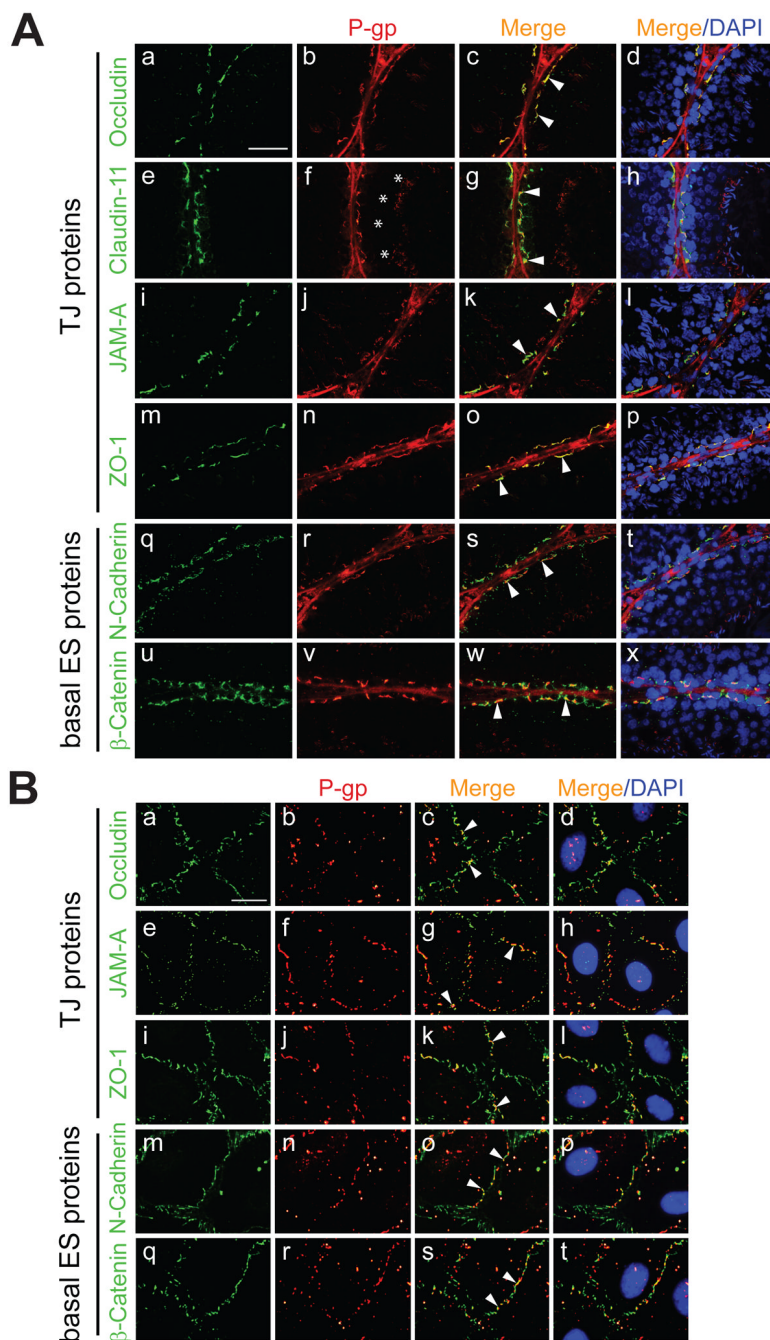 A
P-gp Merge Merge/DAPI
TJ proteins
Occludin
a b c d
Claudin-11
e f g h
* * * *
JAM-A
i j k l
ZO-1
m n o p
basal ES proteins
N-Cadherin
q r s t
β-Catenin
u v w x
B
P-gp Merge Merge/DAPI
TJ proteins
Occludin
a b c d
JAM-A
e f g h
ZO-1
i j k l
basal ES proteins
N-Cadherin
m n o p
β-Catenin
q r s t